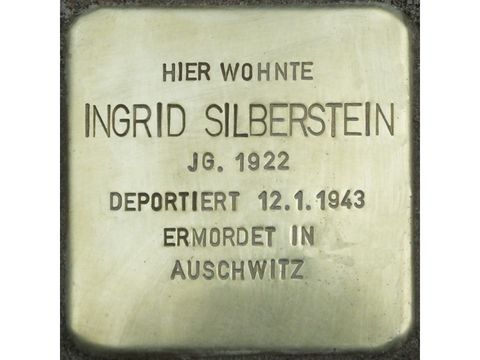 HIER WOHNTE
INGRID SILBERSTEIN
JG. 1922
DEPORTIERT 12.1.1943
ERMORDET IN
AUSCHWITZ